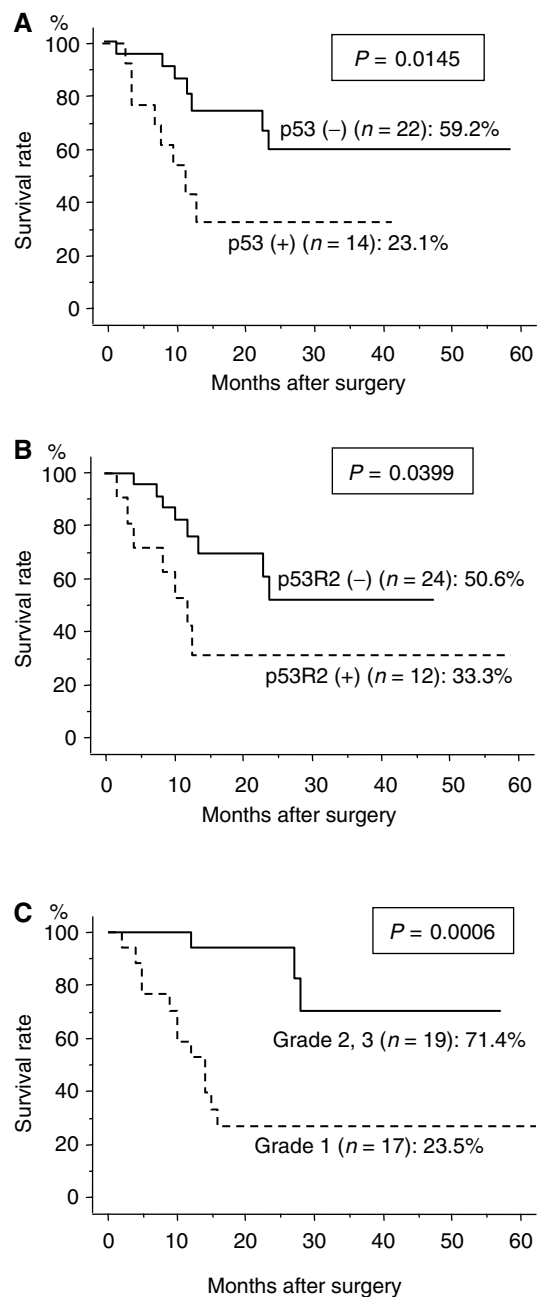 A
%
100
80
60
40
20
0
Survival rate
P = 0.0145
p53 (–) (n = 22): 59.2%
p53 (+) (n = 14): 23.1%
0 10 20 30 40 50 60
Months after surgery
B
%
100
80
60
40
20
0
Survival rate
P = 0.0399
p53R2 (–) (n = 24): 50.6%
p53R2 (+) (n = 12): 33.3%
0 10 20 30 40 50 60
Months after surgery
C
%
100
80
60
40
20
0
Survival rate
P = 0.0006
Grade 2, 3 (n = 19): 71.4%
Grade 1 (n = 17): 23.5%
0 10 20 30 40 50 60
Months after surgery